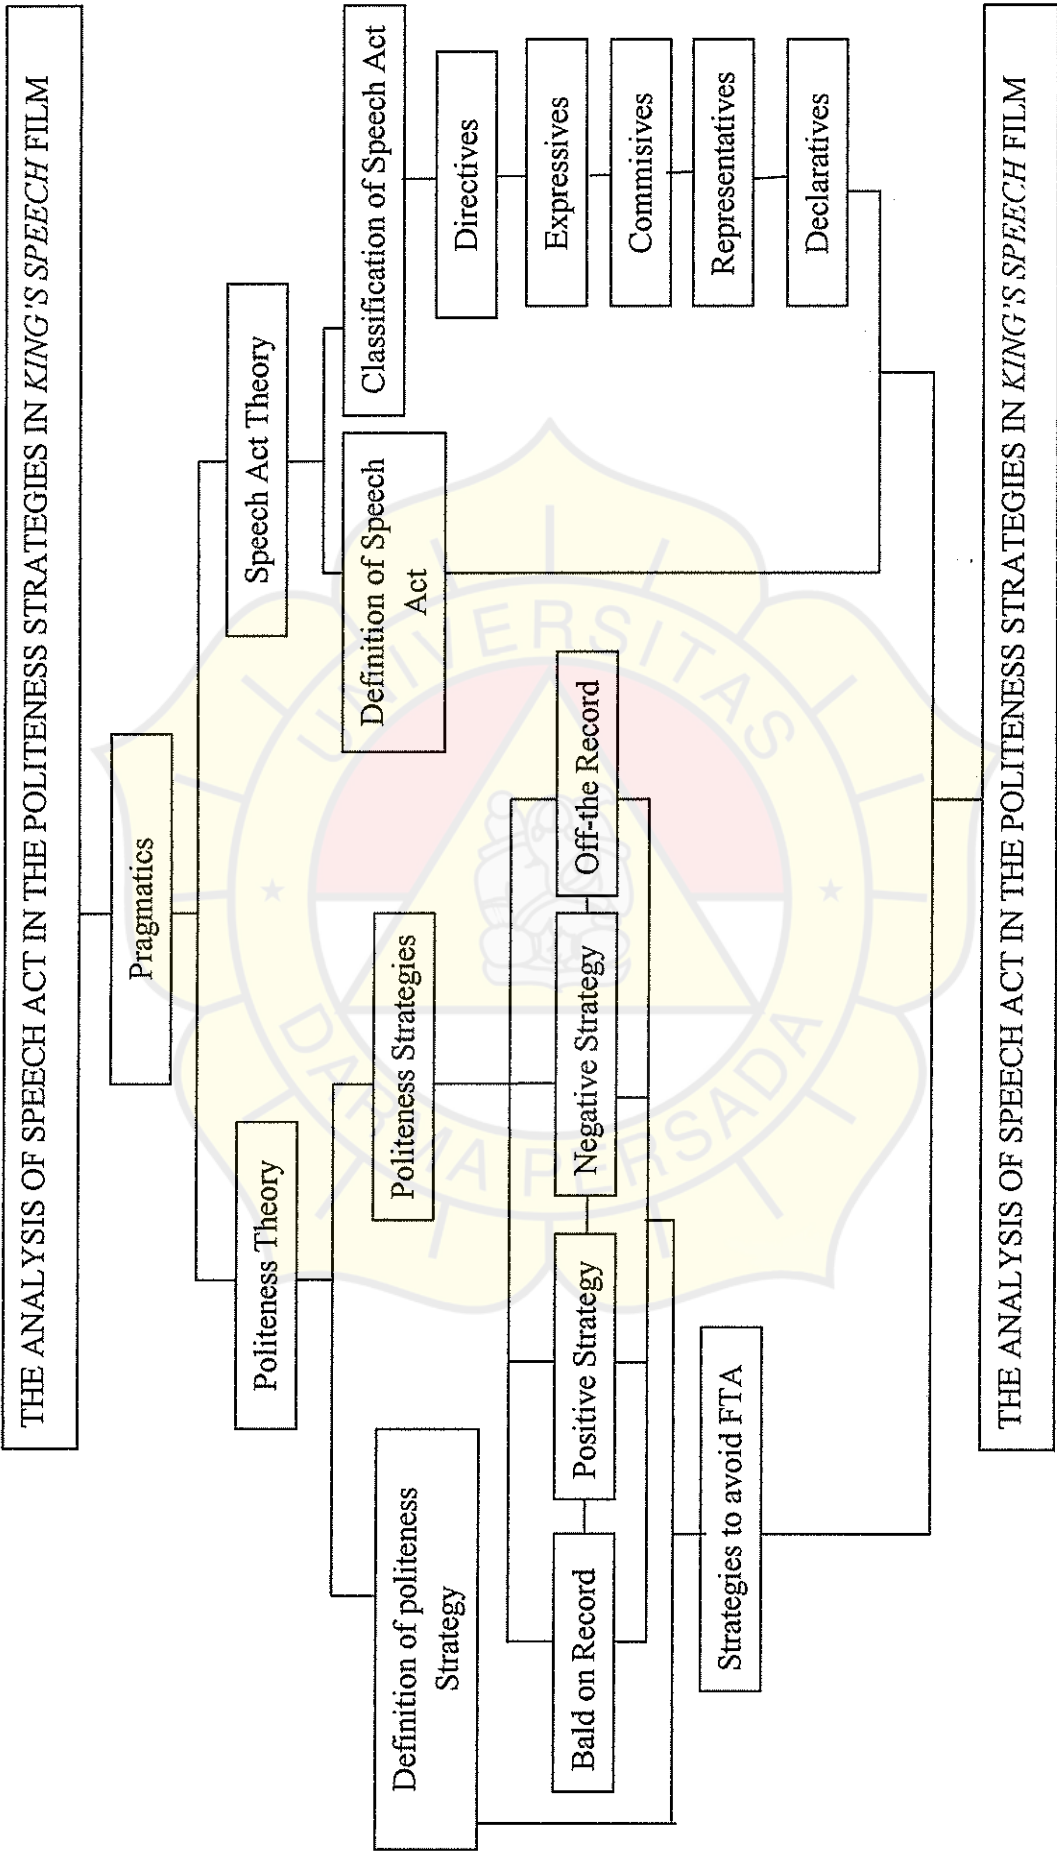 THE ANALYSIS OF SPEECH ACT IN THE POLITENESS STRATEGIES IN KING'S SPEECH FILM
Pragmatics
Politeness Theory
Speech Act Theory
Definition of politeness
Strategy
Politeness Strategies
Definition of Speech
Act
Classification of Speech Act
Bald on Record
Positive Strategy
Negative Strategy
Off-the Record
Directives
Expressives
Commisives
Representatives
Declaratives
Strategies to avoid FTA
THE ANALYSIS OF SPEECH ACT IN THE POLITENESS STRATEGIES IN KING'S SPEECH FILM
UNIVERSITAS
DARMA PERSADA